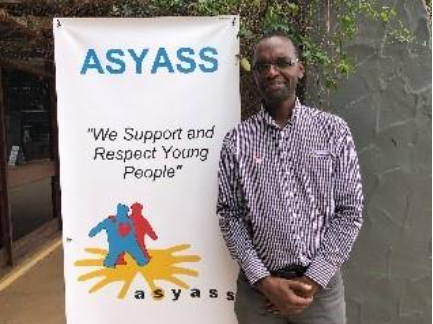 ASYASS
"We Support and
Respect Young
People"
asyass